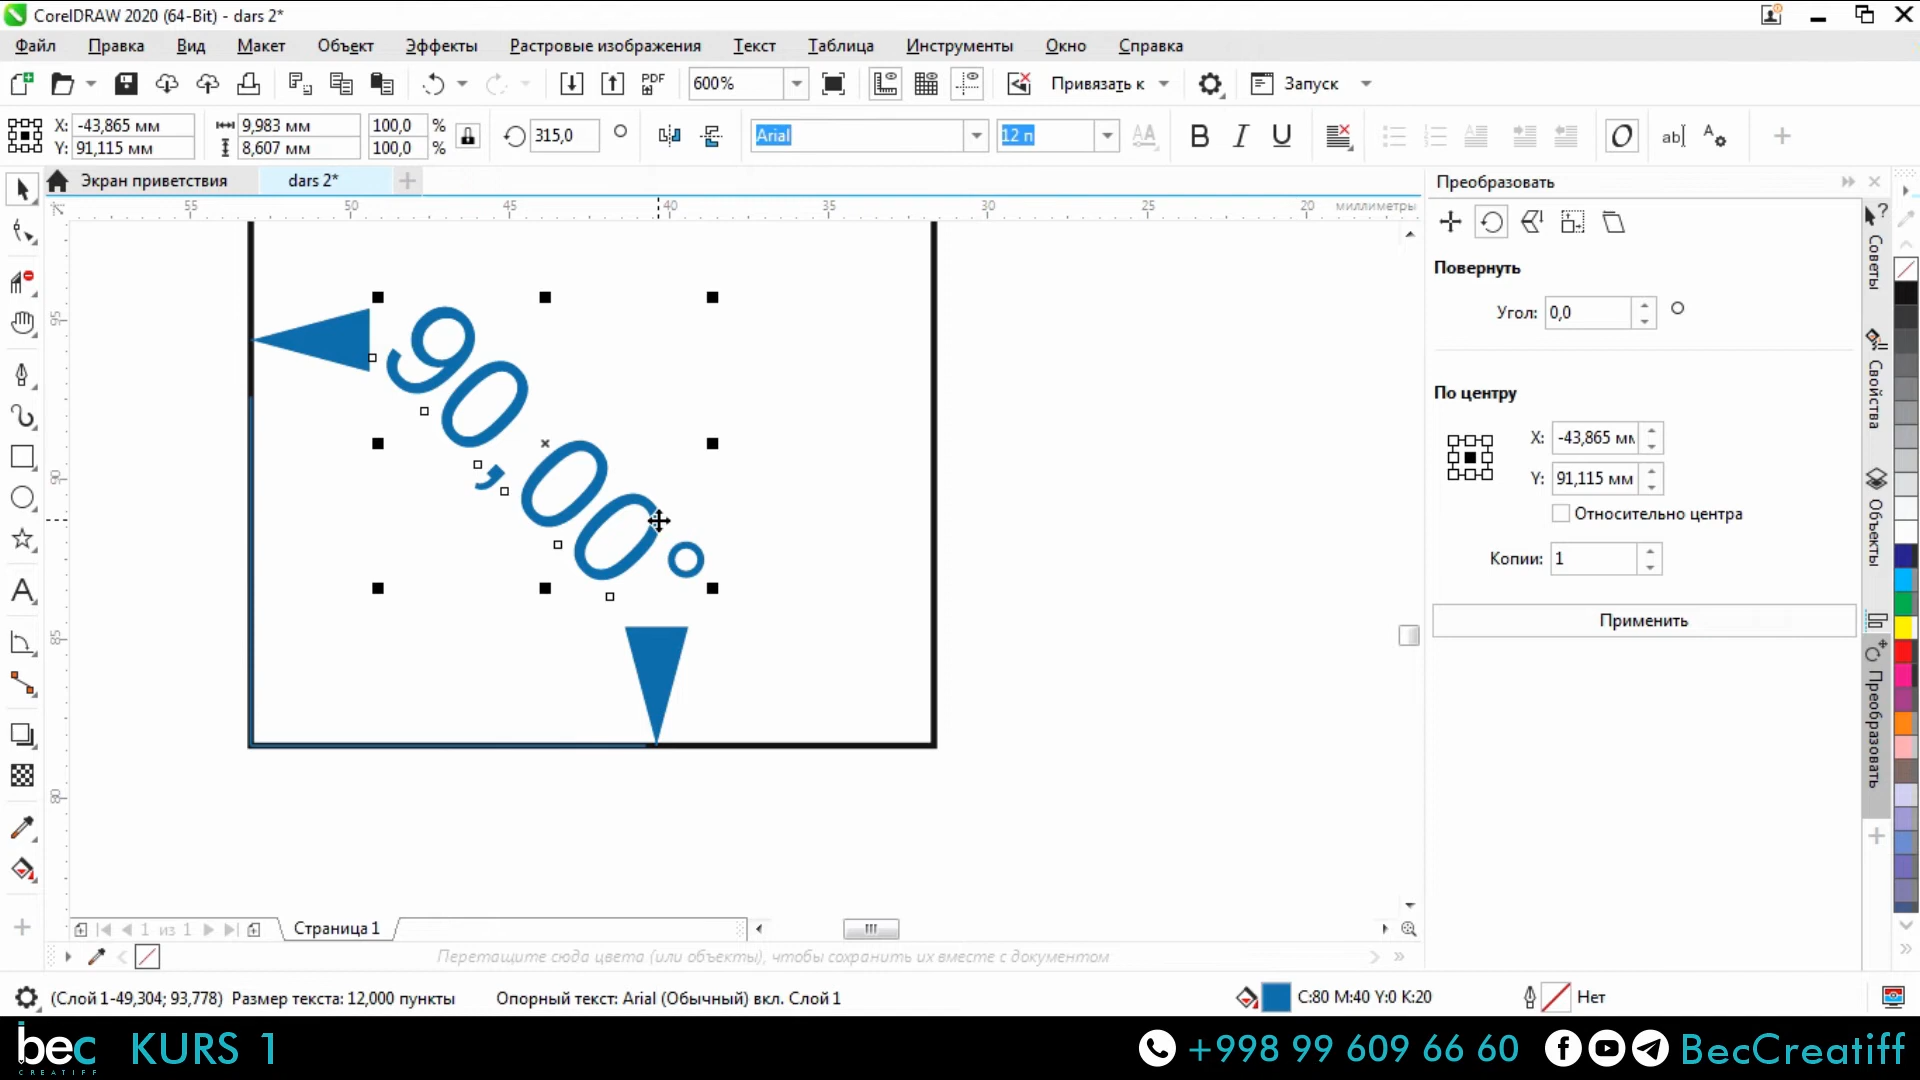 CorelDRAW 2020 (64-Bit) - dars 2*
Файл Правка Вид Макет Объект Эффекты Растровые изображения Текст Таблица Инструменты Окно Справка
PDF 600% Привязать к Запуск
X: -43,865 мм 9,983 мм 100,0 % 315,0 ° Arial 12 п
Y: 91,115 мм 8,607 мм 100,0 %
Экран приветствия dars 2*
55 50 45 40 35 30 25 20 миллиметры
95
90
85
80
90,00°
Преобразовать
Повернуть
Угол: 0,0 °
По центру
X: -43,865 мм
Y: 91,115 мм
Относительно центра
Копии: 1
Применить
Советы
Свойства
Объекты
Преобразовать
1 из 1 Страница 1
Перетащите сюда цвета (или объекты), чтобы сохранить их вместе с документом
(Слой 1-49,304; 93,778) Размер текста: 12,000 пункты Опорный текст: Arial (Обычный) вкл. Слой 1 C:80 M:40 Y:0 K:20 Нет
bec KURS 1 +998 99 609 66 60 BecCreatiff
CREATIFF